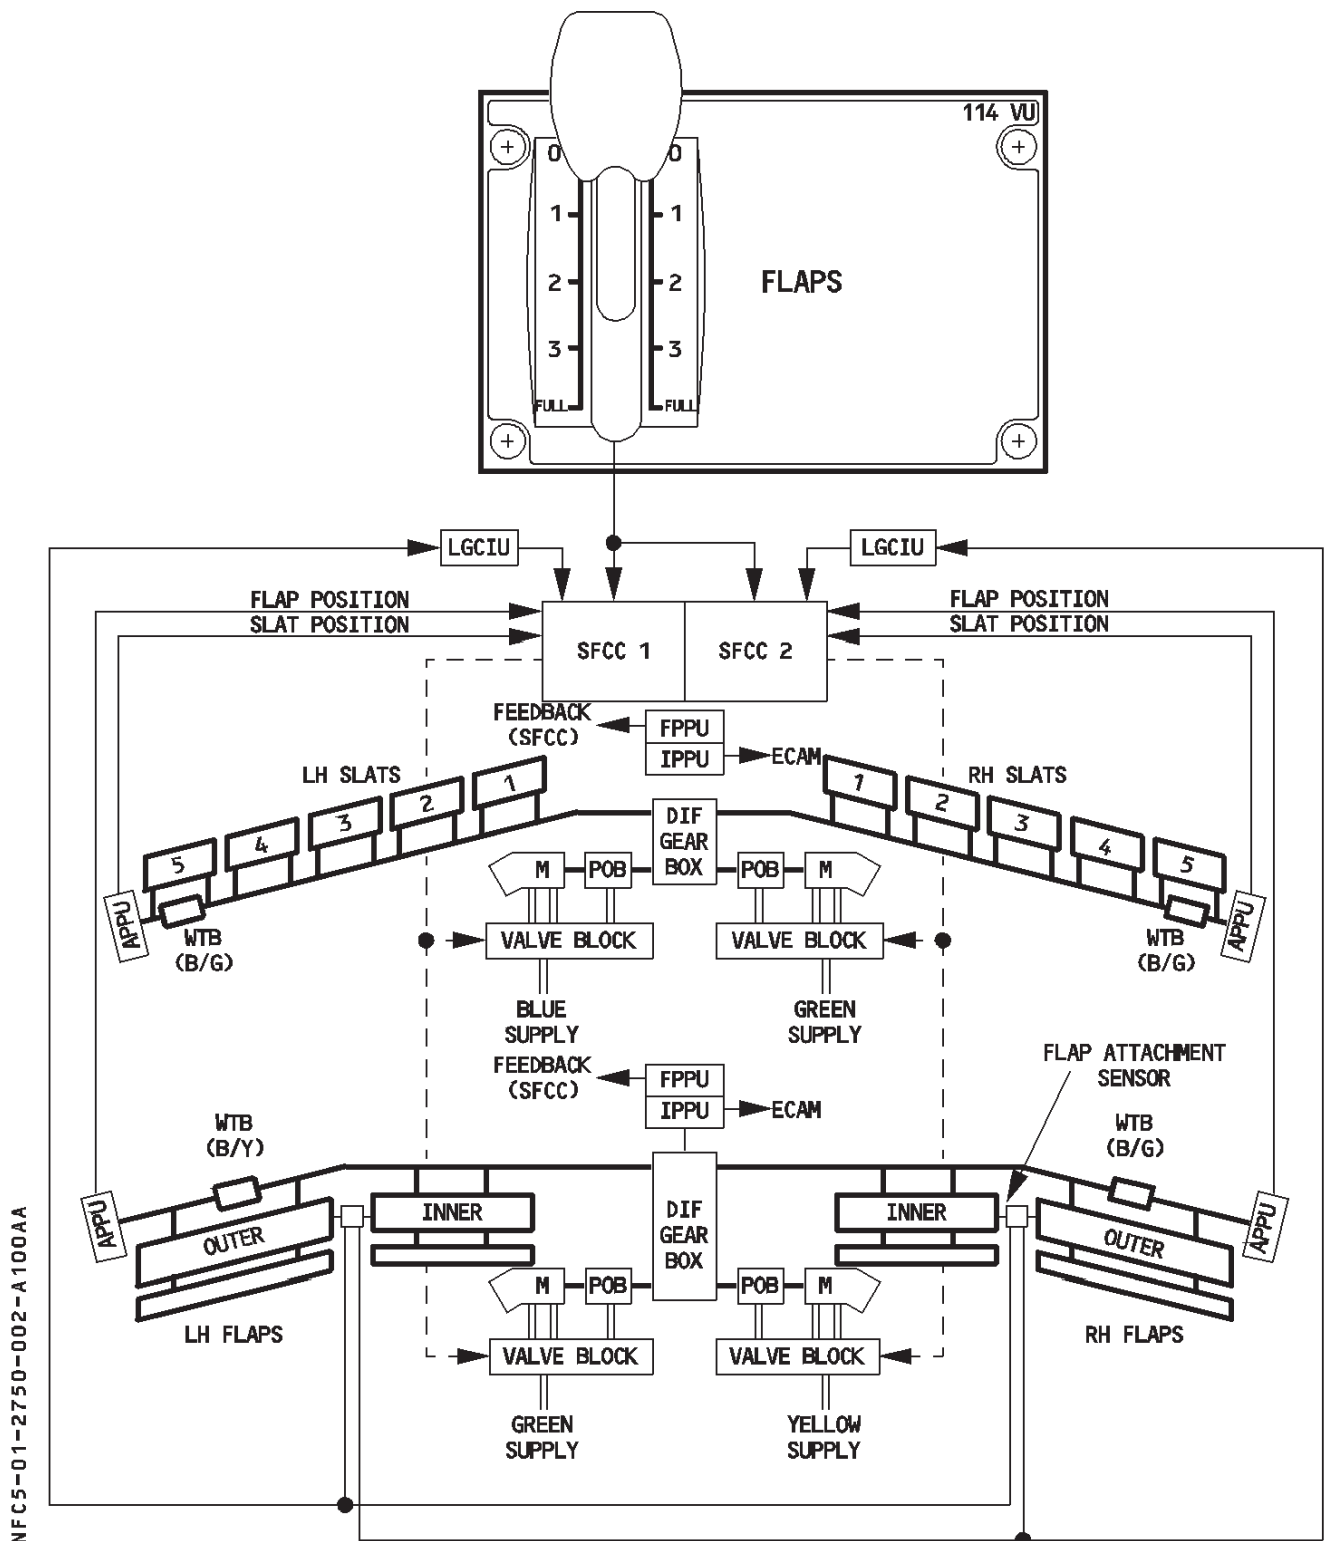 114 VU
0 0
1 1
2 2
3 3
FULL FULL
FLAPS
LGCIU LGCIU
FLAP POSITION
SLAT POSITION
FLAP POSITION
SLAT POSITION
SFCC 1 SFCC 2
FEEDBACK
(SFCC)
FPPU
IPPU
ECAM
LH SLATS
RH SLATS
5 4 3 2 1
1 2 3 4 5
DIF
GEAR
BOX
M POB
POB M
APPU
WTB
(B/G)
APPU
WTB
(B/G)
VALVE BLOCK
VALVE BLOCK
BLUE
SUPPLY
GREEN
SUPPLY
FEEDBACK
(SFCC)
FPPU
IPPU
ECAM
FLAP ATTACHMENT
SENSOR
WTB
(B/Y)
WTB
(B/G)
APPU
OUTER
INNER
DIF
GEAR
BOX
INNER
OUTER
APPU
M POB
POB M
LH FLAPS
RH FLAPS
VALVE BLOCK
VALVE BLOCK
GREEN
SUPPLY
YELLOW
SUPPLY
NFC5-01-2750-002-A100AA